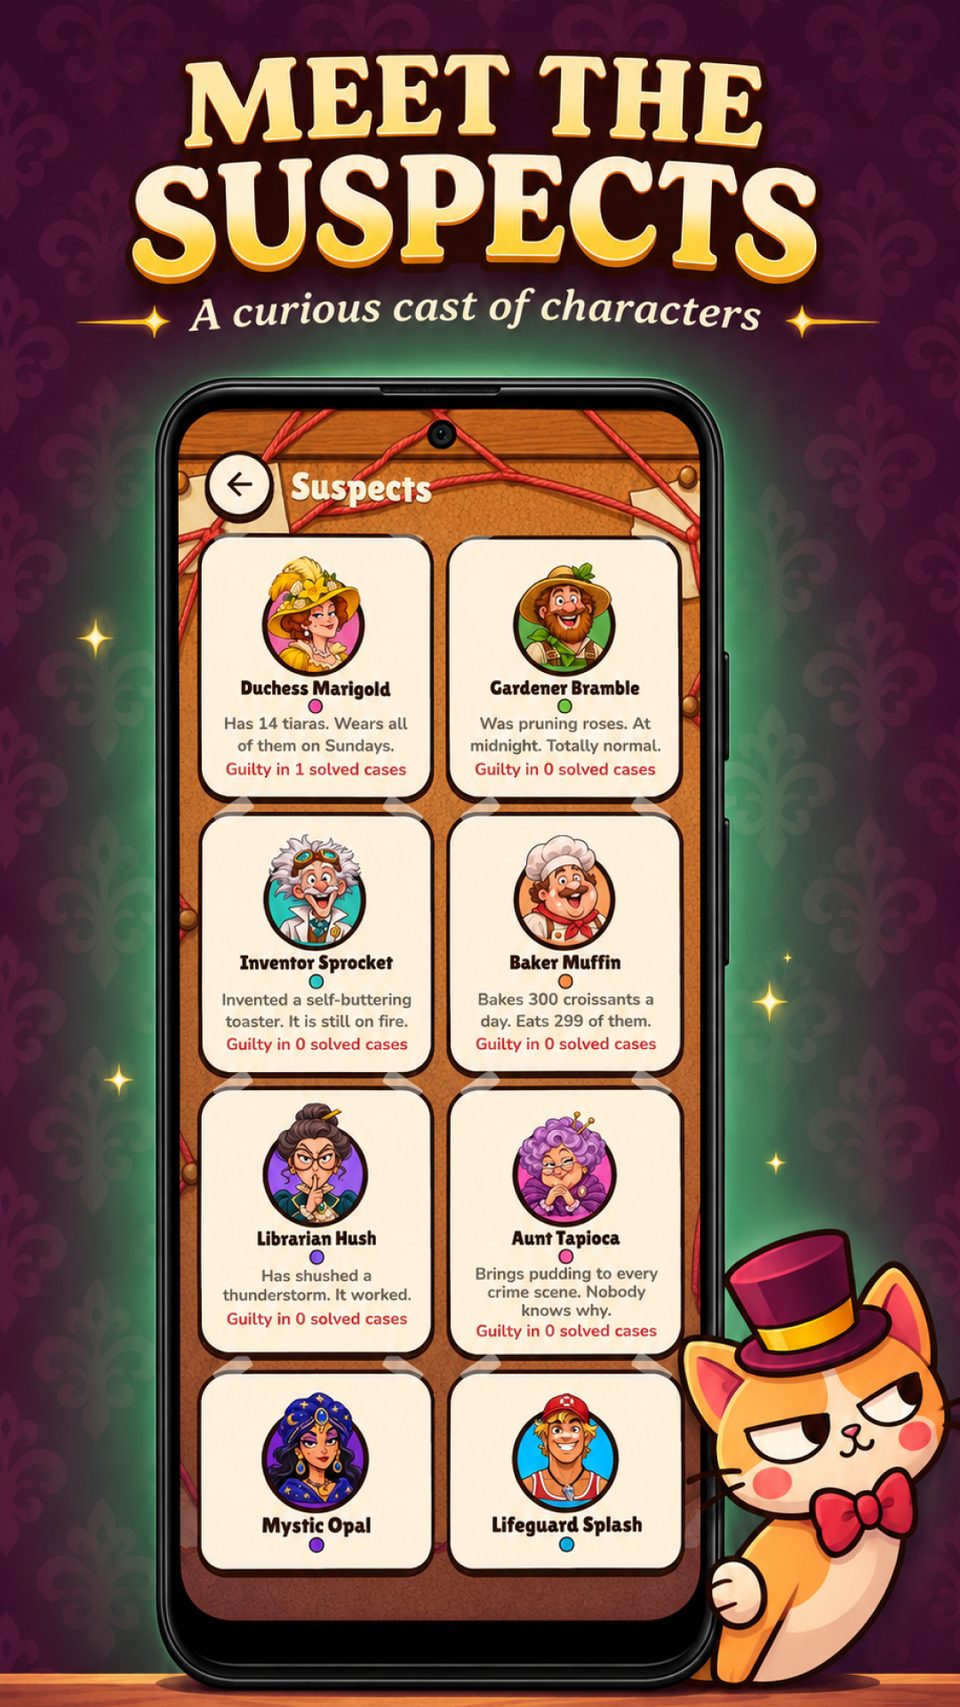 MEET THE
SUSPECTS
A curious cast of characters
Suspects
Duchess Marigold
Has 14 tiaras. Wears all
of them on Sundays.
Guilty in 1 solved cases
Gardener Bramble
Was pruning roses. At
midnight. Totally normal.
Guilty in 0 solved cases
Inventor Sprocket
Invented a self-buttering
toaster. It is still on fire.
Guilty in 0 solved cases
Baker Muffin
Bakes 300 croissants a
day. Eats 299 of them.
Guilty in 0 solved cases
Librarian Hush
Has shushed a
thunderstorm. It worked.
Guilty in 0 solved cases
Aunt Tapioca
Brings pudding to every
crime scene. Nobody
knows why.
Guilty in 0 solved cases
Mystic Opal
Lifeguard Splash